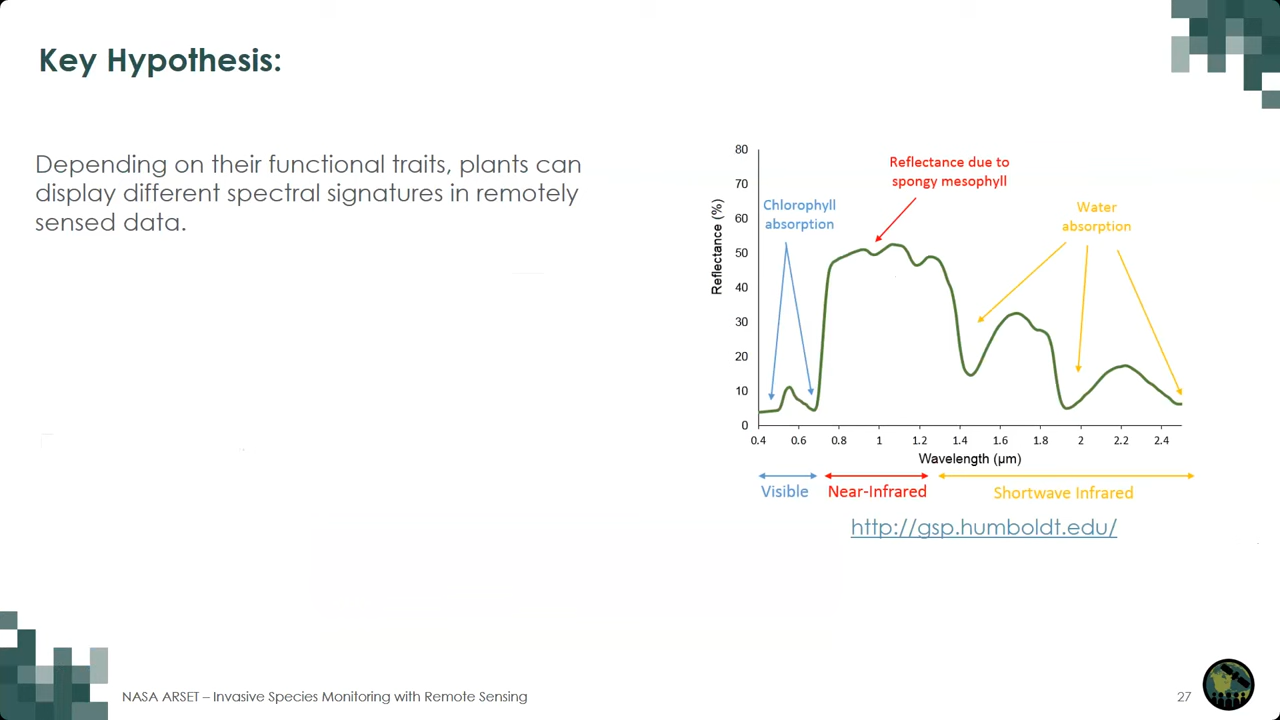 Key Hypothesis:
Depending on their functional traits, plants can
display different spectral signatures in remotely
sensed data.
80
70
60
50
40
30
20
10
0
Reflectance (%)
Reflectance due to
spongy mesophyll
Chlorophyll
absorption
Water
absorption
0.4 0.6 0.8 1 1.2 1.4 1.6 1.8 2 2.2 2.4
Wavelength (µm)
Visible Near-Infrared Shortwave Infrared
http://gsp.humboldt.edu/
NASA ARSET – Invasive Species Monitoring with Remote Sensing
27